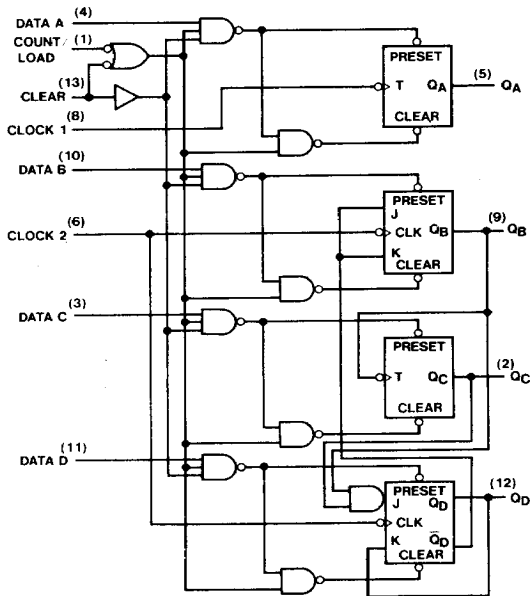 DATA A (4)
COUNT/ (1)
LOAD
CLEAR (13)
CLOCK 1 (8)
DATA B (10)
CLOCK 2 (6)
DATA C (3)
DATA D (11)
PRESET
T QA (5) QA
CLEAR
PRESET
J QB (9) QB
CLK
K
CLEAR
PRESET
T QC (2) QC
CLEAR
PRESET
J QD (12) QD
CLK
K Q̅D
CLEAR